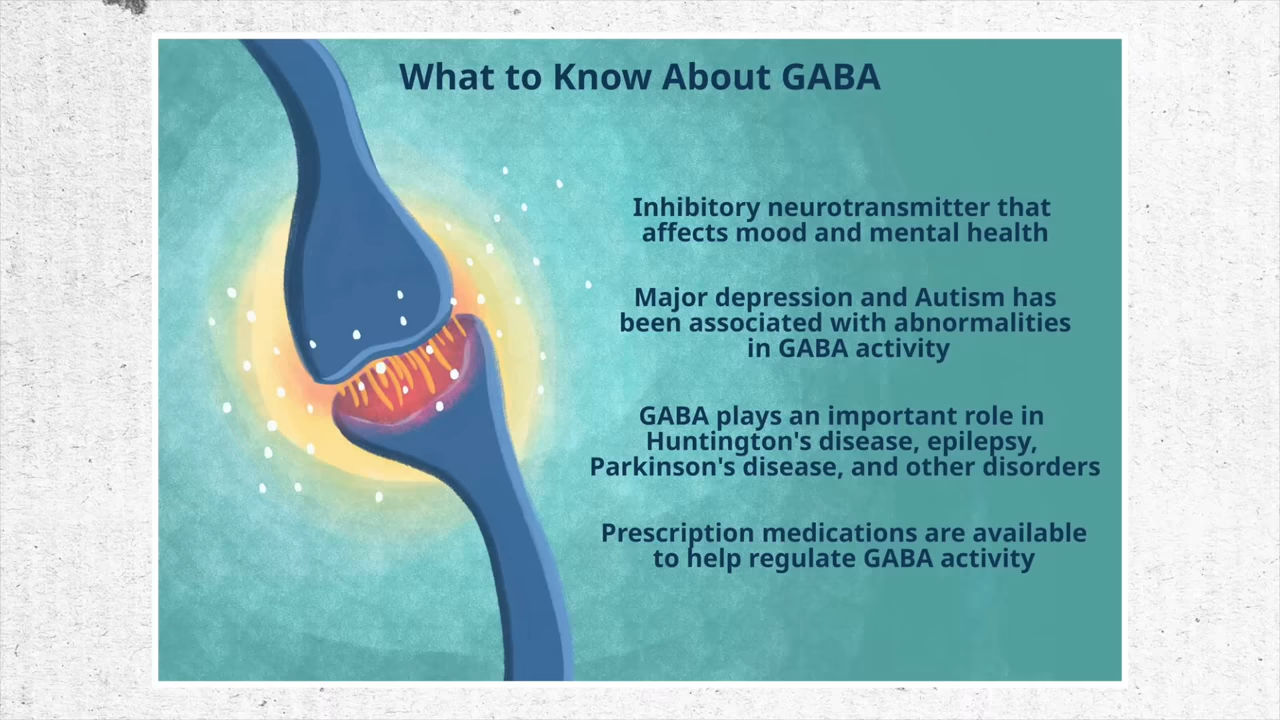 What to Know About GABA
Inhibitory neurotransmitter that
affects mood and mental health
Major depression and Autism has
been associated with abnormalities
in GABA activity
GABA plays an important role in
Huntington's disease, epilepsy,
Parkinson's disease, and other disorders
Prescription medications are available
to help regulate GABA activity